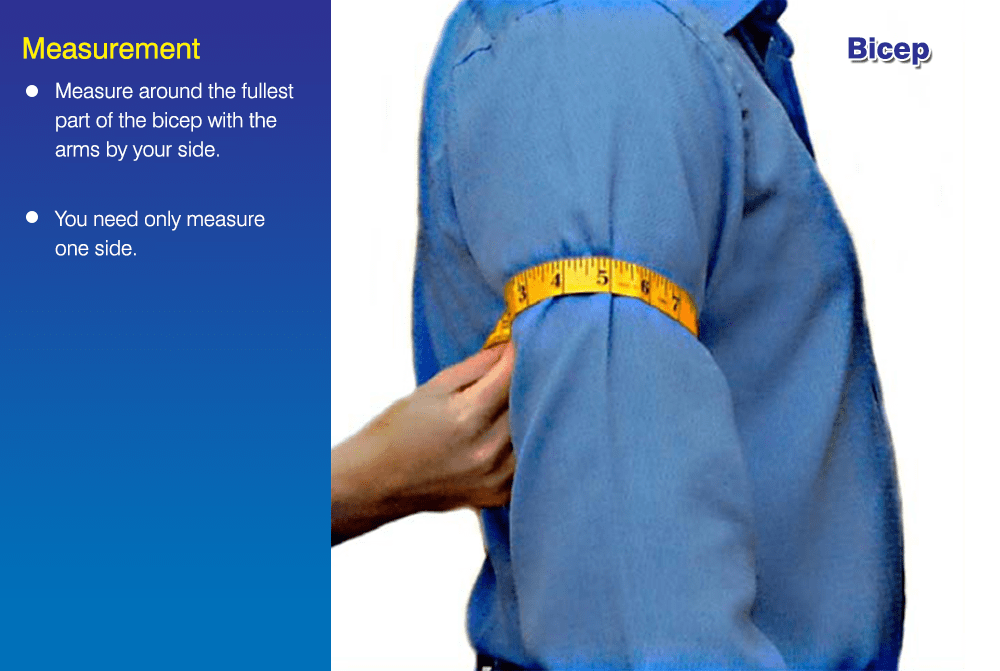 Measurement
Bicep
Measure around the fullest
part of the bicep with the
arms by your side.
You need only measure
one side.
3 4 5 6 7